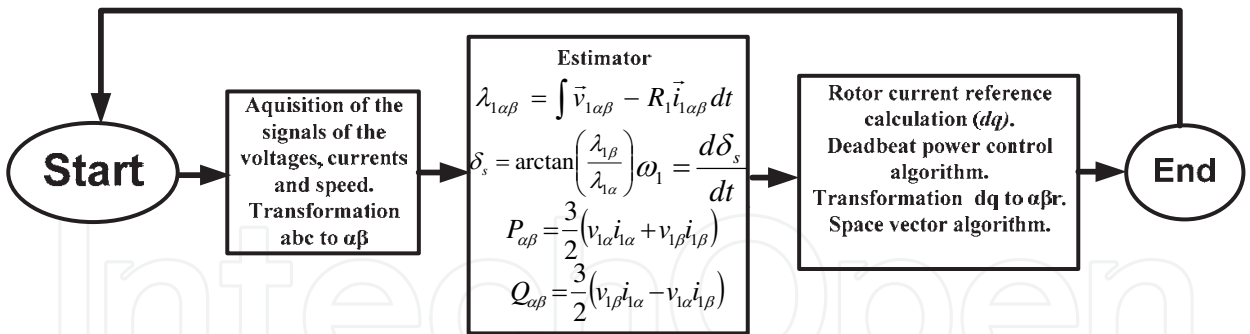 Start
Aquisition of the
signals of the
voltages, currents
and speed.
Transformation
abc to αβ
Estimator
λ₁αβ = ∫ v⃗₁αβ − R₁ i⃗₁αβ dt
δₛ = arctan(λ₁β / λ₁α) ω₁ = dδₛ / dt
Pαβ = 3/2 (v₁α i₁α + v₁β i₁β)
Qαβ = 3/2 (v₁β i₁α − v₁α i₁β)
Rotor current reference
calculation (dq).
Deadbeat power control
algorithm.
Transformation dq to αβr.
Space vector algorithm.
End
IntechOpen